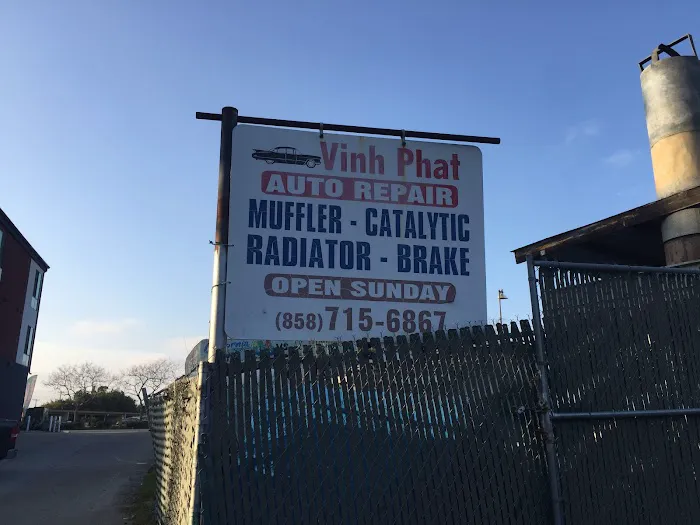 Vinh Phat
AUTO REPAIR
MUFFLER - CATALYTIC
RADIATOR - BRAKE
OPEN SUNDAY
(858) 715-6867